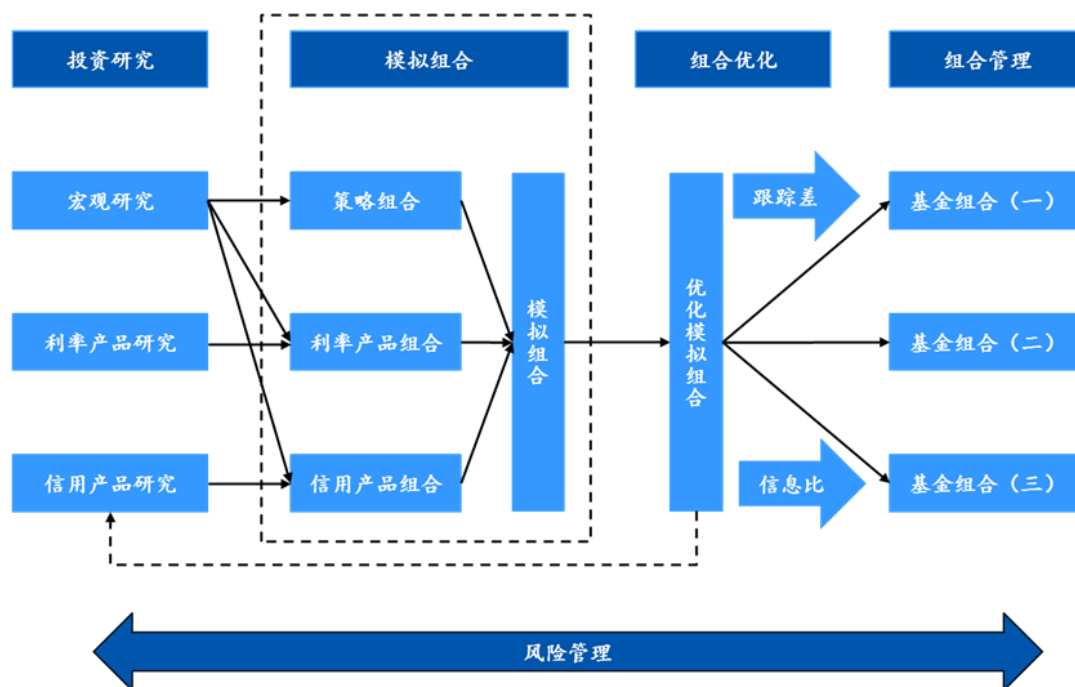 投资研究
模拟组合
组合优化
组合管理
宏观研究
策略组合
跟踪差
基金组合（一）
利率产品研究
利率产品组合
模拟组合
优化模拟组合
基金组合（二）
信用产品研究
信用产品组合
信息比
基金组合（三）
风险管理